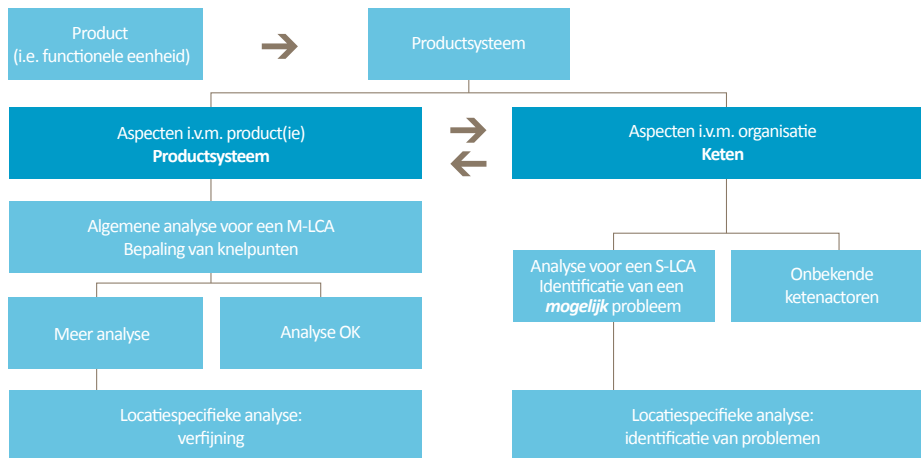 Product
(i.e. functionele eenheid)
Productsysteem
Aspecten i.v.m. product(ie)
Productsysteem
Aspecten i.v.m. organisatie
Keten
Algemene analyse voor een M-LCA
Bepaling van knelpunten
Analyse voor een S-LCA
Identificatie van een
mogelijk probleem
Onbekende
ketenactoren
Meer analyse
Analyse OK
Locatiespecifieke analyse:
verfijning
Locatiespecifieke analyse:
identificatie van problemen